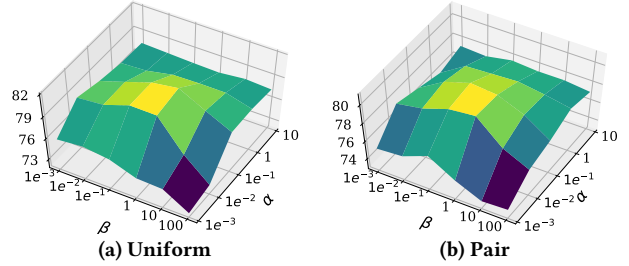 82
79
76
73
1e⁻³
1e⁻²
1e⁻¹
1
10
100
β
1e⁻³
1e⁻²
1e⁻¹
1
10
α
(a) Uniform
80
78
76
74
1e⁻³
1e⁻²
1e⁻¹
1
10
100
β
1e⁻³
1e⁻²
1e⁻¹
1
10
α
(b) Pair